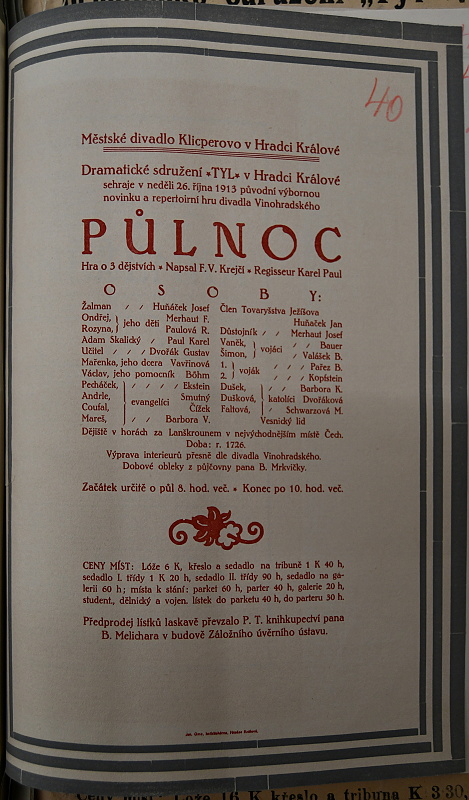 40
Městské divadlo Klicperovo v Hradci Králové
Dramatické sdružení *TYL* v Hradci Králové
sehraje v neděli 26. října 1913 původní výbornou
novinku a repertoirní hru divadla Vinohradského
PŮLNOC
Hra o 3 dějstvích * Napsal F. V. Krejčí * Regisseur Karel Paul
OSOBY:
Žalman Huňáček Josef
Ondřej, Merhaut F.
jeho děti
Rozyna, Paulová R.
Adam Skalický Paul Karel
Učitel Dvořák Gustav
Mařenka, jeho dcera Vavřinová
Václav, jeho pomocník Böhm
Pecháček, Ekstein
Andrle, Smutný
evangelíci
Coufal, Čížek
Mareš, Barbora V.
Člen Tovaryšstva Ježíšova
Huňaček Jan
Důstojník Merhaut Josef
Vaněk, Bauer
vojáci
Šimon, Valášek B.
1. Pařez B.
voják
2. Kopfstein
Dušek, Barbora K.
Dušková, katolíci Dvořáková
Faltová, Schwarzová M.
Vesnický lid
Dějiště v horách za Lanškrounem v nejvýchodnějším místě Čech.
Doba: r. 1726.
Výprava interieurů přesně dle divadla Vinohradského.
Dobové obleky z půjčovny pana B. Mrkvičky.
Začátek určitě o půl 8. hod. več. * Konec po 10. hod. več.
CENY MÍST: Lóže 6 K, křeslo a sedadlo na tribuně 1 K 40 h,
sedadlo I. třídy 1 K 20 h, sedadlo II. třídy 90 h, sedadlo na ga-
lerii 60 h; místa k stání: parket 60 h, parter 40 h, galerie 20 h,
student., dělnický a vojen. lístek do parketu 40 h, do parteru 30 h.
Předprodej lístků laskavě převzalo P. T. knihkupectví pana
B. Melichara v budově Záložního úvěrního ústavu.